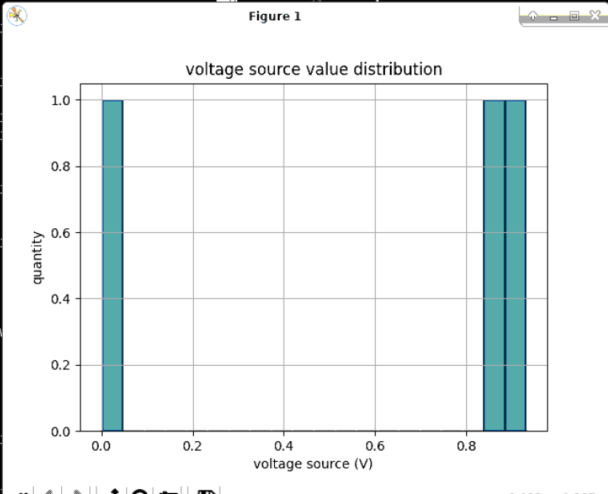 Figure 1
voltage source value distribution
1.0
0.8
0.6
0.4
0.2
0.0
quantity
0.0 0.2 0.4 0.6 0.8
voltage source (V)